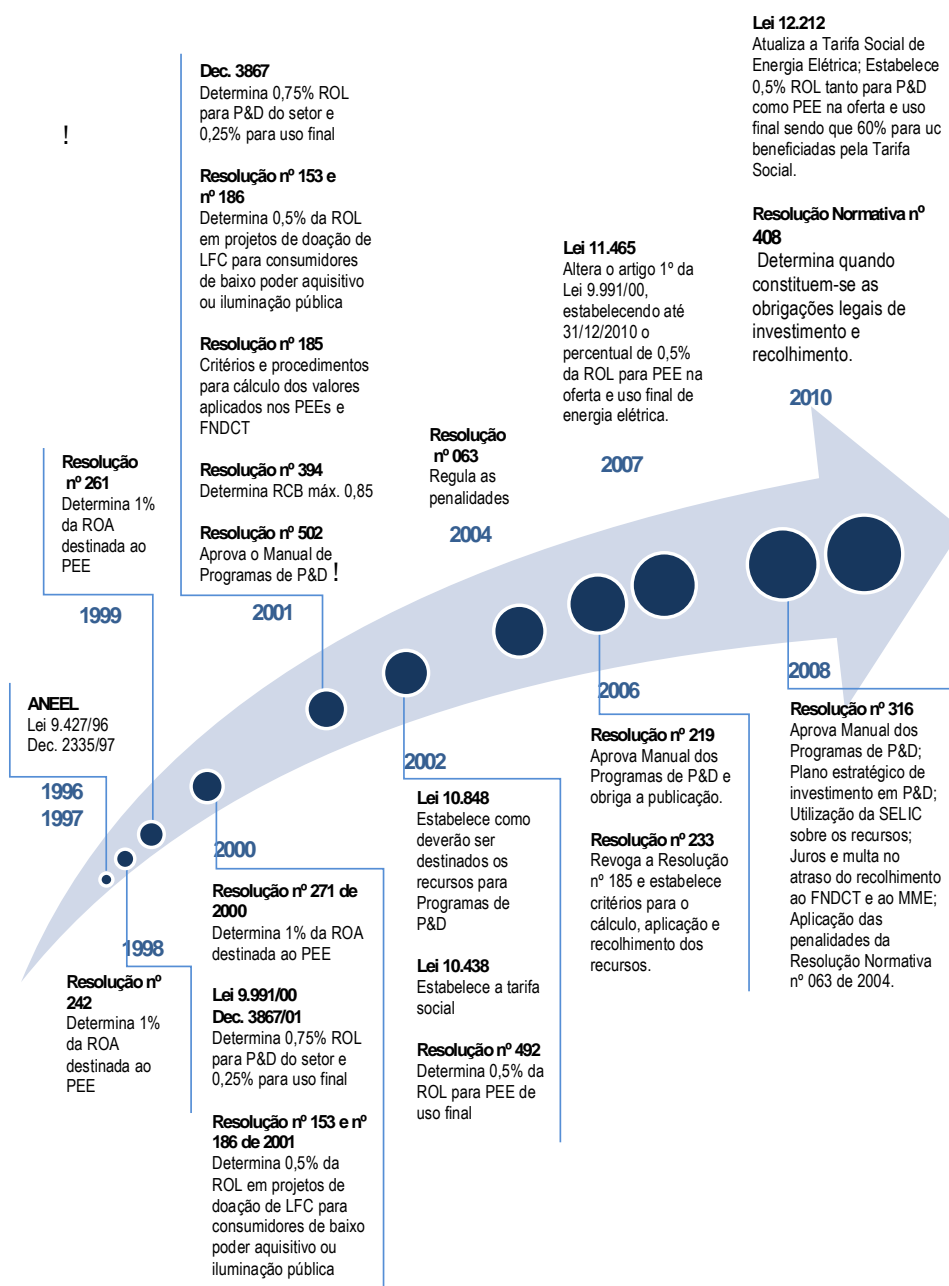 !
Dec. 3867
Determina 0,75% ROL
para P&D do setor e
0,25% para uso final
Resolução nº 153 e
nº 186
Determina 0,5% da ROL
em projetos de doação de
LFC para consumidores
de baixo poder aquisitivo
ou iluminação pública
Resolução nº 185
Critérios e procedimentos
para cálculo dos valores
aplicados nos PEEs e
FNDCT
Resolução nº 394
Determina RCB máx. 0,85
Resolução nº 502
Aprova o Manual de
Programas de P&D !
2001
Lei 12.212
Atualiza a Tarifa Social de
Energia Elétrica; Estabelece
0,5% ROL tanto para P&D
como PEE na oferta e uso
final sendo que 60% para uc
beneficiadas pela Tarifa
Social.
Resolução Normativa nº
408
Determina quando
constituem-se as
obrigações legais de
investimento e
recolhimento.
2010
Lei 11.465
Altera o artigo 1º da
Lei 9.991/00,
estabelecendo até
31/12/2010 o
percentual de 0,5%
da ROL para PEE na
oferta e uso final de
energia elétrica.
2007
Resolução
nº 063
Regula as
penalidades
2004
Resolução
nº 261
Determina 1%
da ROA
destinada ao
PEE
1999
ANEEL
Lei 9.427/96
Dec. 2335/97
1996
1997
1998
Resolução nº
242
Determina 1%
da ROA
destinada ao
PEE
2000
Resolução nº 271 de
2000
Determina 1% da ROA
destinada ao PEE
Lei 9.991/00
Dec. 3867/01
Determina 0,75% ROL
para P&D do setor e
0,25% para uso final
Resolução nº 153 e nº
186 de 2001
Determina 0,5% da
ROL em projetos de
doação de LFC para
consumidores de baixo
poder aquisitivo ou
iluminação pública
2002
Lei 10.848
Estabelece como
deverão ser
destinados os
recursos para
Programas de
P&D
Lei 10.438
Estabelece a tarifa
social
Resolução nº 492
Determina 0,5% da
ROL para PEE de
uso final
2006
Resolução nº 219
Aprova Manual dos
Programas de P&D e
obriga a publicação.
Resolução nº 233
Revoga a Resolução
nº 185 e estabelece
critérios para o
cálculo, aplicação e
recolhimento dos
recursos.
2008
Resolução nº 316
Aprova Manual dos
Programas de P&D;
Plano estratégico de
investimento em P&D;
Utilização da SELIC
sobre os recursos;
Juros e multa no
atraso do recolhimento
ao FNDCT e ao MME;
Aplicação das
penalidades da
Resolução Normativa
nº 063 de 2004.